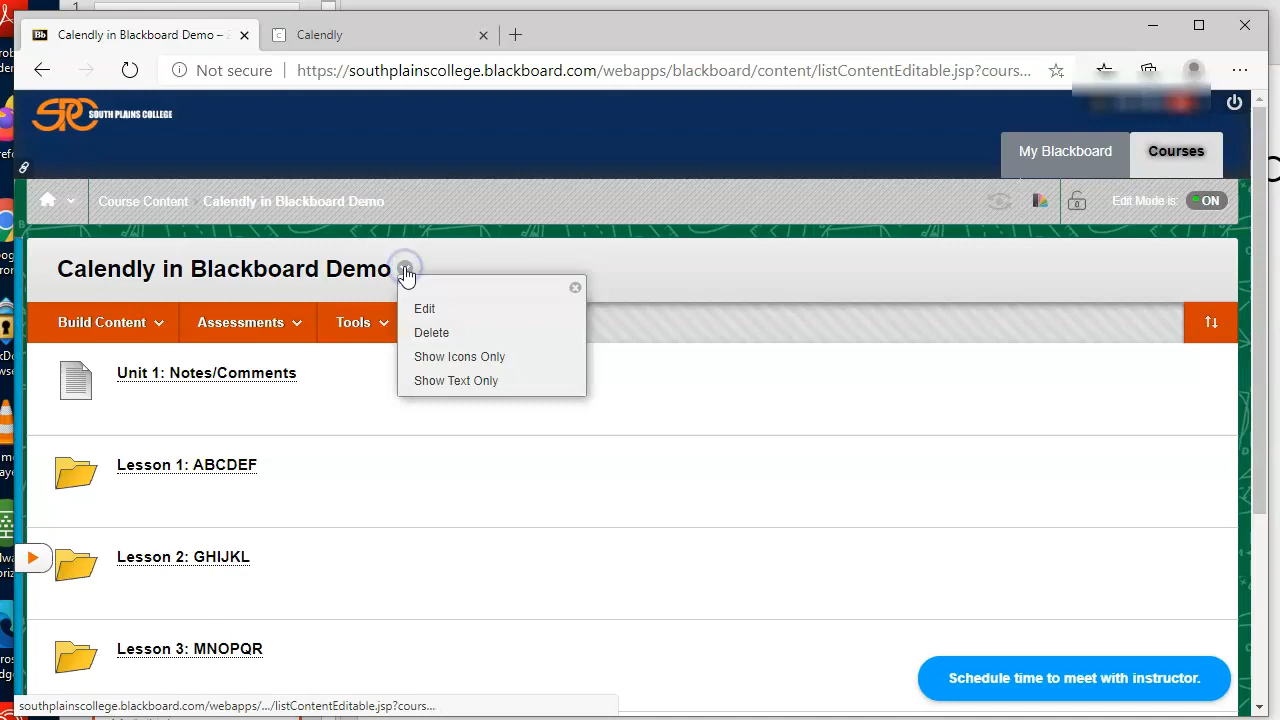 1
Calendly in Blackboard Demo –
Calendly
Not secure
https://southplainscollege.blackboard.com/webapps/blackboard/content/listContentEditable.jsp?cours...
SPC SOUTH PLAINS COLLEGE
My Blackboard
Courses
Course Content
Calendly in Blackboard Demo
Edit Mode is:
ON
Calendly in Blackboard Demo
Build Content
Assessments
Tools
Edit
Delete
Show Icons Only
Show Text Only
Unit 1: Notes/Comments
Lesson 1: ABCDEF
Lesson 2: GHIJKL
Lesson 3: MNOPQR
Schedule time to meet with instructor.
southplainscollege.blackboard.com/webapps/.../listContentEditable.jsp?cours...